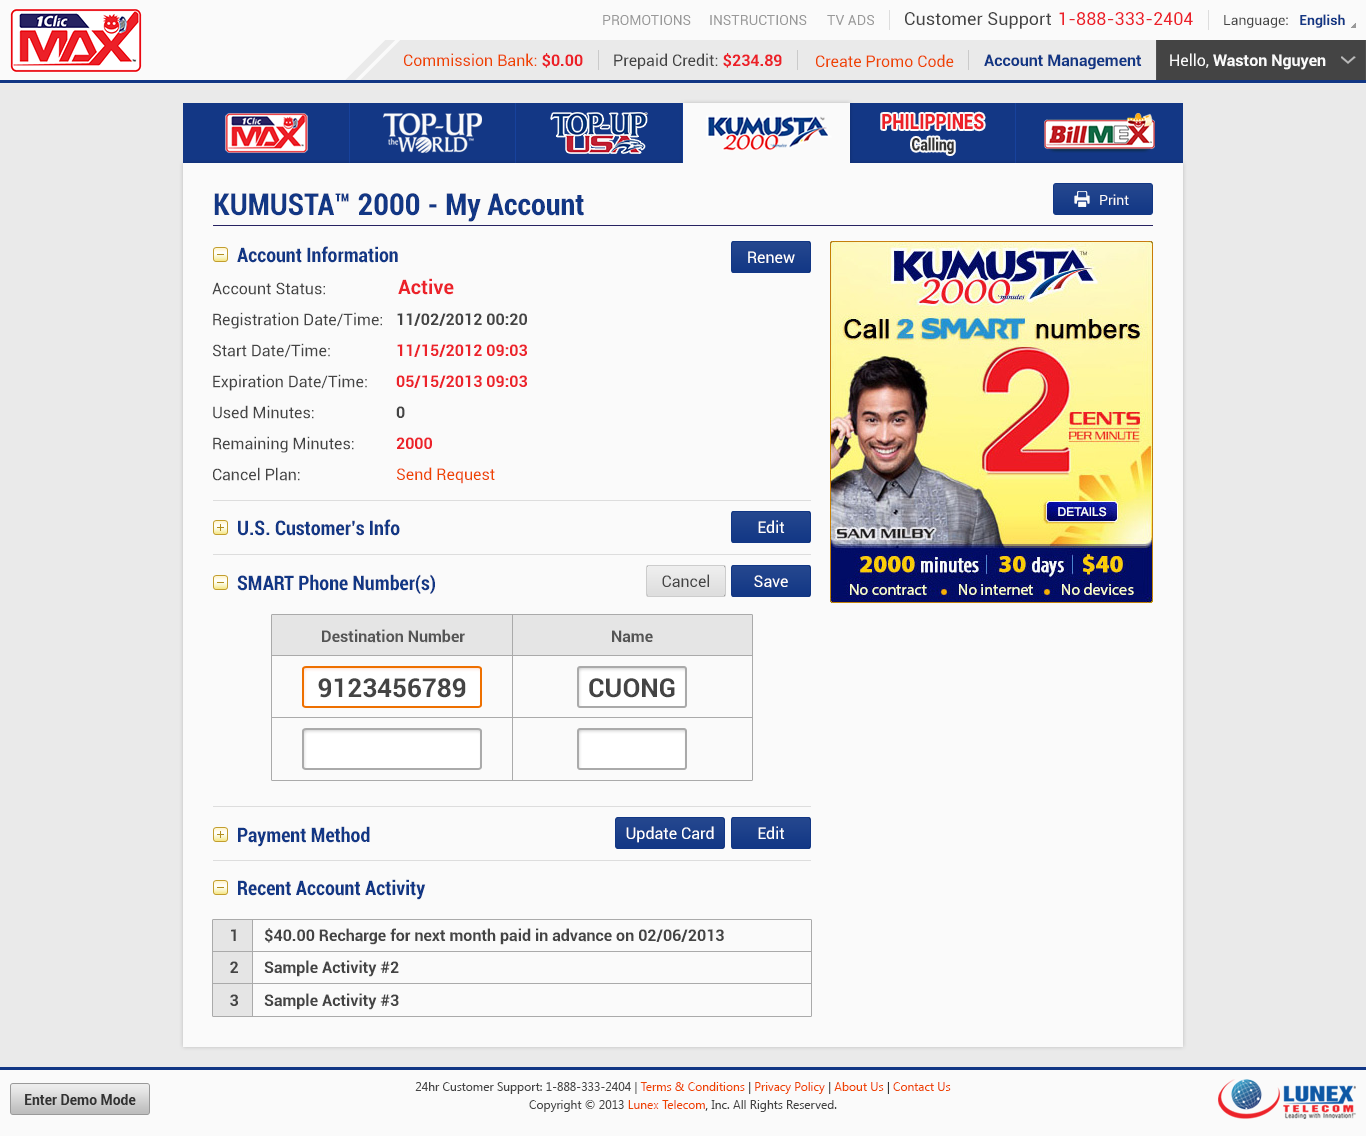 1Clic
MAX
PROMOTIONS INSTRUCTIONS TV ADS Customer Support 1-888-333-2404 Language: English
Commission Bank: $0.00 Prepaid Credit: $234.89 Create Promo Code Account Management Hello, Waston Nguyen
1Clic MAX
TOP-UP the WORLD
TOP-UP USA
KUMUSTA 2000
PHILIPPINES Calling
BillMEX
KUMUSTA™ 2000 - My Account
Print
Account Information
Renew
Account Status: Active
Registration Date/Time: 11/02/2012 00:20
Start Date/Time: 11/15/2012 09:03
Expiration Date/Time: 05/15/2013 09:03
Used Minutes: 0
Remaining Minutes: 2000
Cancel Plan: Send Request
U.S. Customer's Info
Edit
SMART Phone Number(s)
Cancel Save
Destination Number Name
9123456789 CUONG
Payment Method
Update Card Edit
Recent Account Activity
1 $40.00 Recharge for next month paid in advance on 02/06/2013
2 Sample Activity #2
3 Sample Activity #3
KUMUSTA™
2000 minutes
Call 2 SMART numbers
2 CENTS
PER MINUTE
DETAILS
SAM MILBY
2000 minutes | 30 days | $40
No contract • No internet • No devices
Enter Demo Mode
24hr Customer Support: 1-888-333-2404 | Terms & Conditions | Privacy Policy | About Us | Contact Us
Copyright © 2013 Lunex Telecom, Inc. All Rights Reserved.
LUNEX
TELECOM
Leading with Innovation!